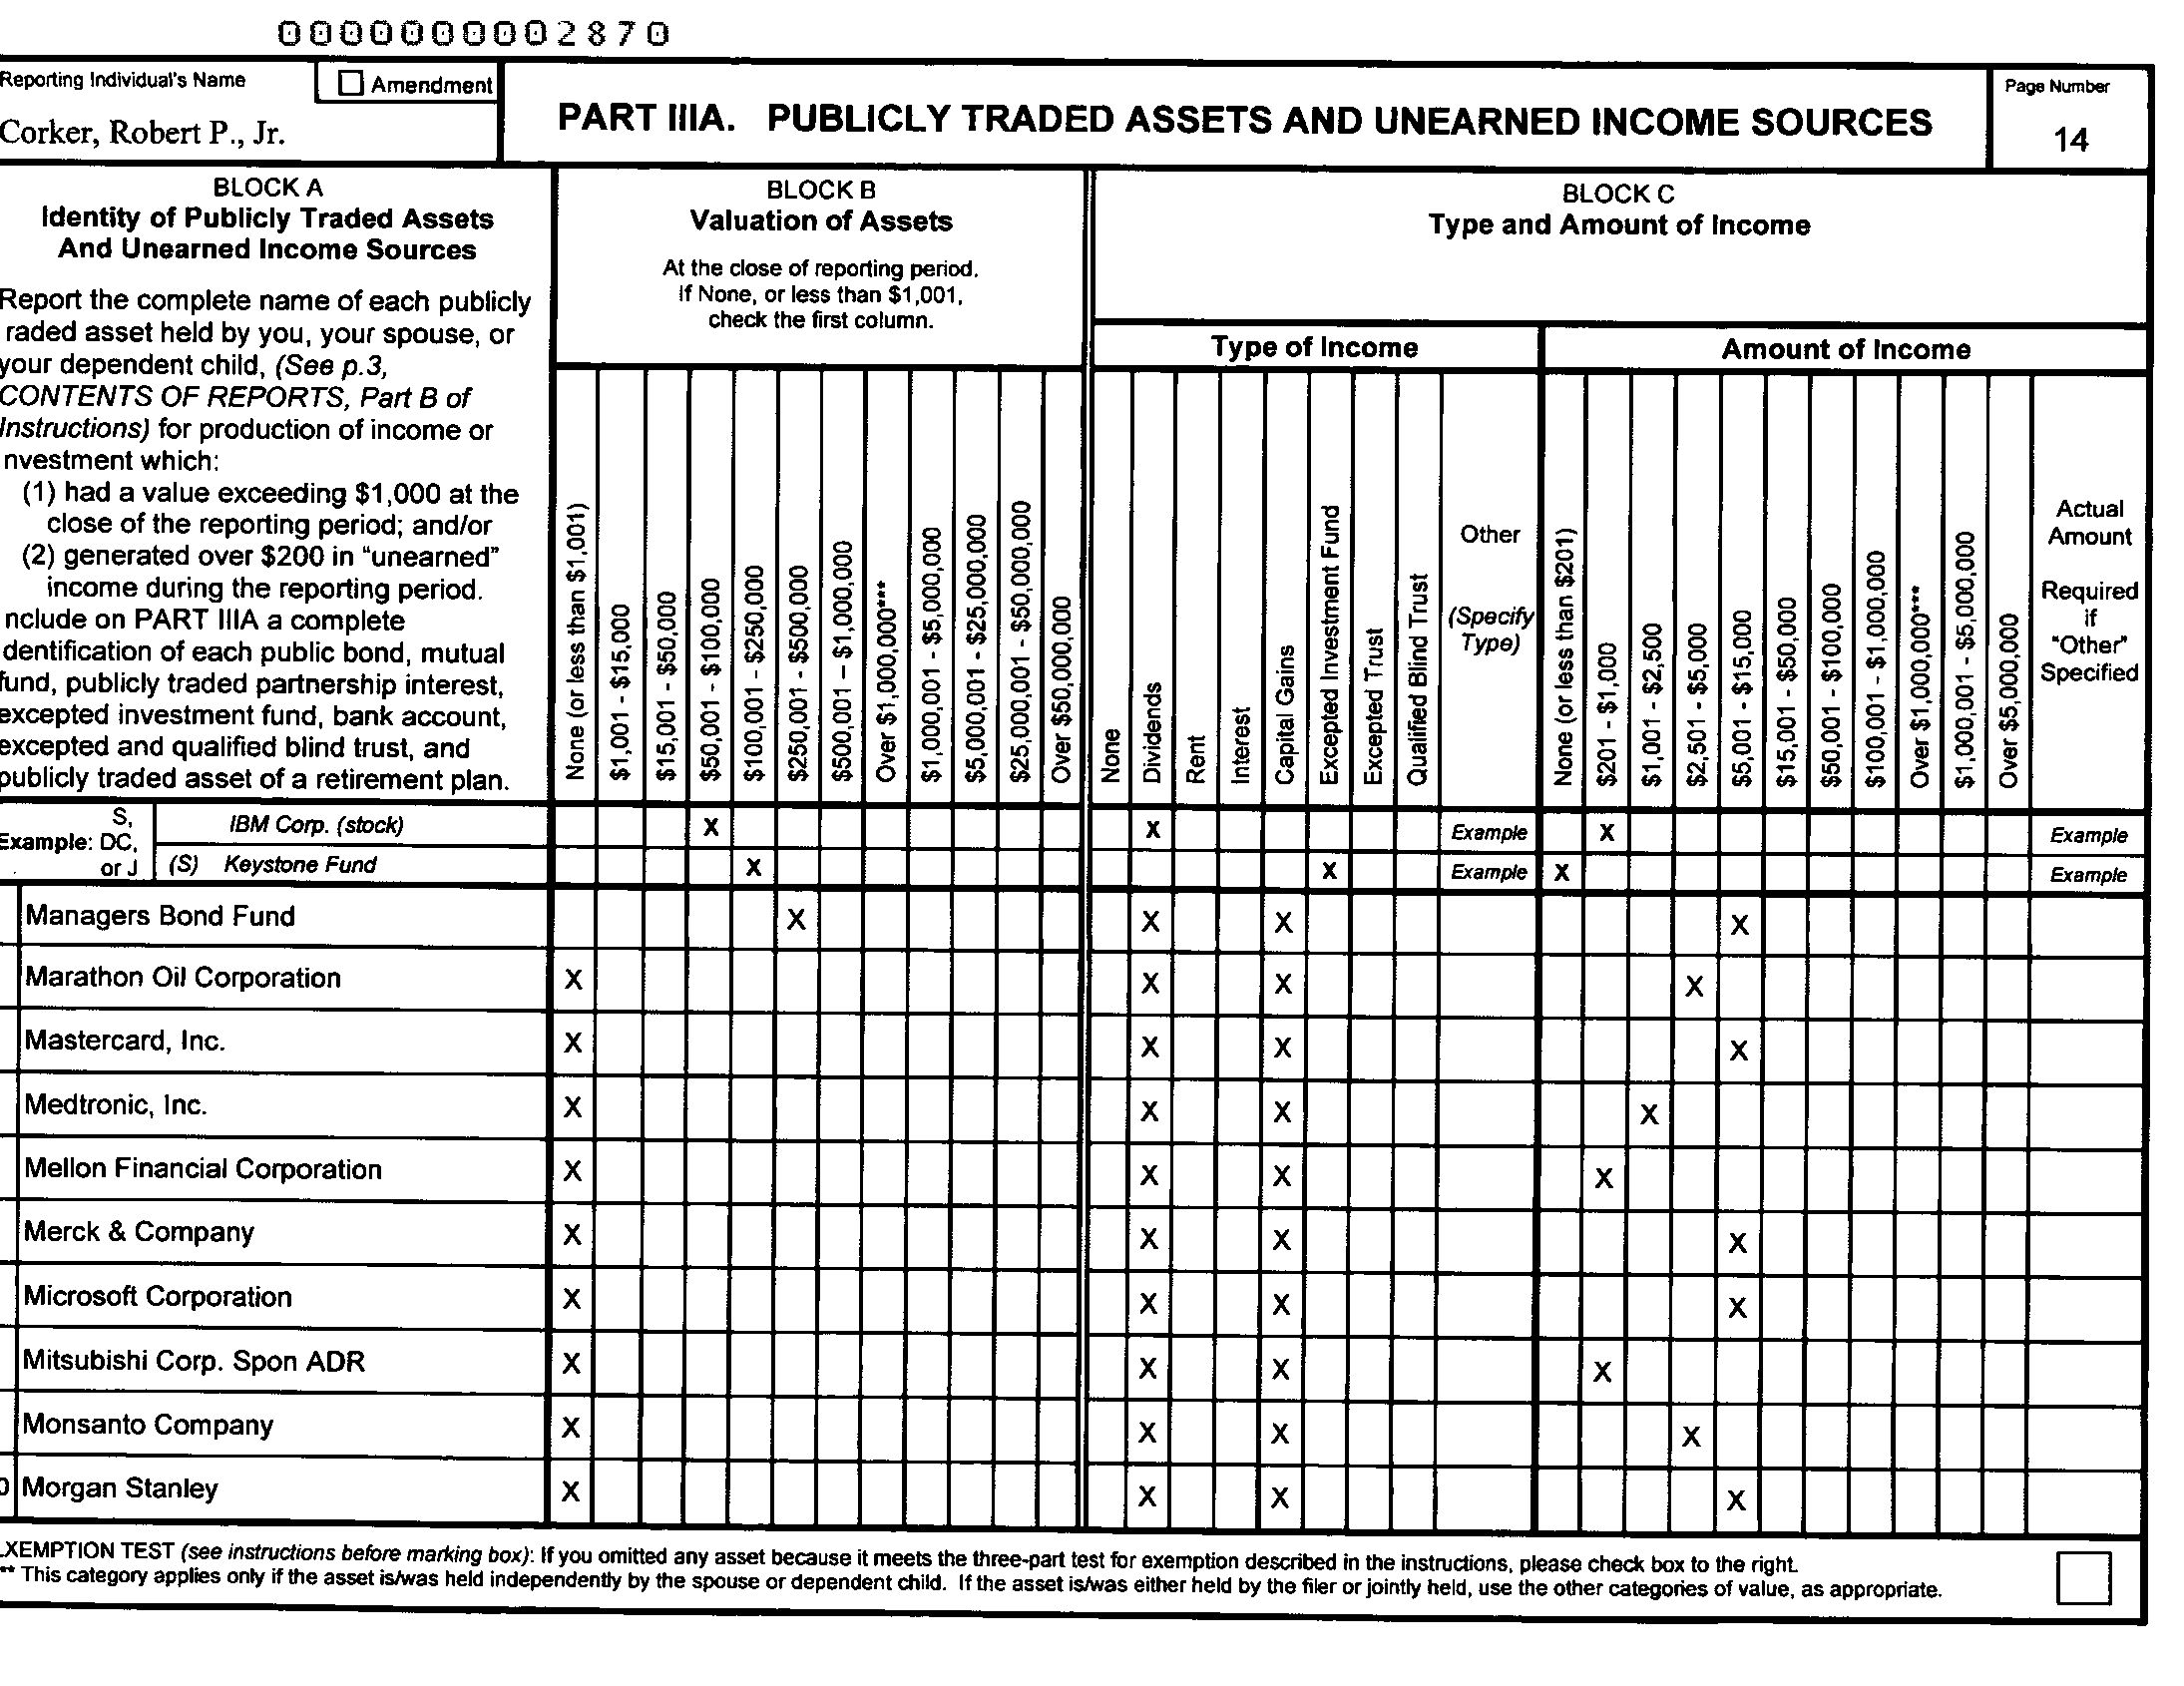 0000000002870
Reporting Individual's Name
Amendment
Corker, Robert P., Jr.
PART IIIA. PUBLICLY TRADED ASSETS AND UNEARNED INCOME SOURCES
Page Number
14
BLOCK A
Identity of Publicly Traded Assets
And Unearned Income Sources
Report the complete name of each publicly
raded asset held by you, your spouse, or
your dependent child, (See p.3,
CONTENTS OF REPORTS, Part B of
Instructions) for production of income or
nvestment which:
(1) had a value exceeding $1,000 at the
close of the reporting period; and/or
(2) generated over $200 in "unearned"
income during the reporting period.
nclude on PART IIIA a complete
dentification of each public bond, mutual
fund, publicly traded partnership interest,
excepted investment fund, bank account,
excepted and qualified blind trust, and
publicly traded asset of a retirement plan.
BLOCK B
Valuation of Assets
At the close of reporting period.
If None, or less than $1,001,
check the first column.
None (or less than $1,001)
$1,001 - $15,000
$15,001 - $50,000
$50,001 - $100,000
$100,001 - $250,000
$250,001 - $500,000
$500,001 – $1,000,000
Over $1,000,000***
$1,000,001 - $5,000,000
$5,000,001 - $25,000,000
$25,000,001 - $50,000,000
Over $50,000,000
BLOCK C
Type and Amount of Income
Type of Income
None
Dividends
Rent
Interest
Capital Gains
Excepted Investment Fund
Excepted Trust
Qualified Blind Trust
Other
(Specify
Type)
Amount of Income
None (or less than $201)
$201 - $1,000
$1,001 - $2,500
$2,501 - $5,000
$5,001 - $15,000
$15,001 - $50,000
$50,001 - $100,000
$100,001 - $1,000,000
Over $1,000,000***
$1,000,001 - $5,000,000
Over $5,000,000
Actual
Amount
Required
if
"Other"
Specified
Example:
S,
DC,
or J
IBM Corp. (stock) X X Example X Example
(S) Keystone Fund X X Example X Example
Managers Bond Fund X X X X
Marathon Oil Corporation X X X X
Mastercard, Inc. X X X X
Medtronic, Inc. X X X X
Mellon Financial Corporation X X X X
Merck & Company X X X X
Microsoft Corporation X X X X
Mitsubishi Corp. Spon ADR X X X X
Monsanto Company X X X X
0 Morgan Stanley X X X X
XEMPTION TEST (see instructions before marking box): If you omitted any asset because it meets the three-part test for exemption described in the instructions, please check box to the right.
** This category applies only if the asset is/was held independently by the spouse or dependent child. If the asset is/was either held by the filer or jointly held, use the other categories of value, as appropriate.